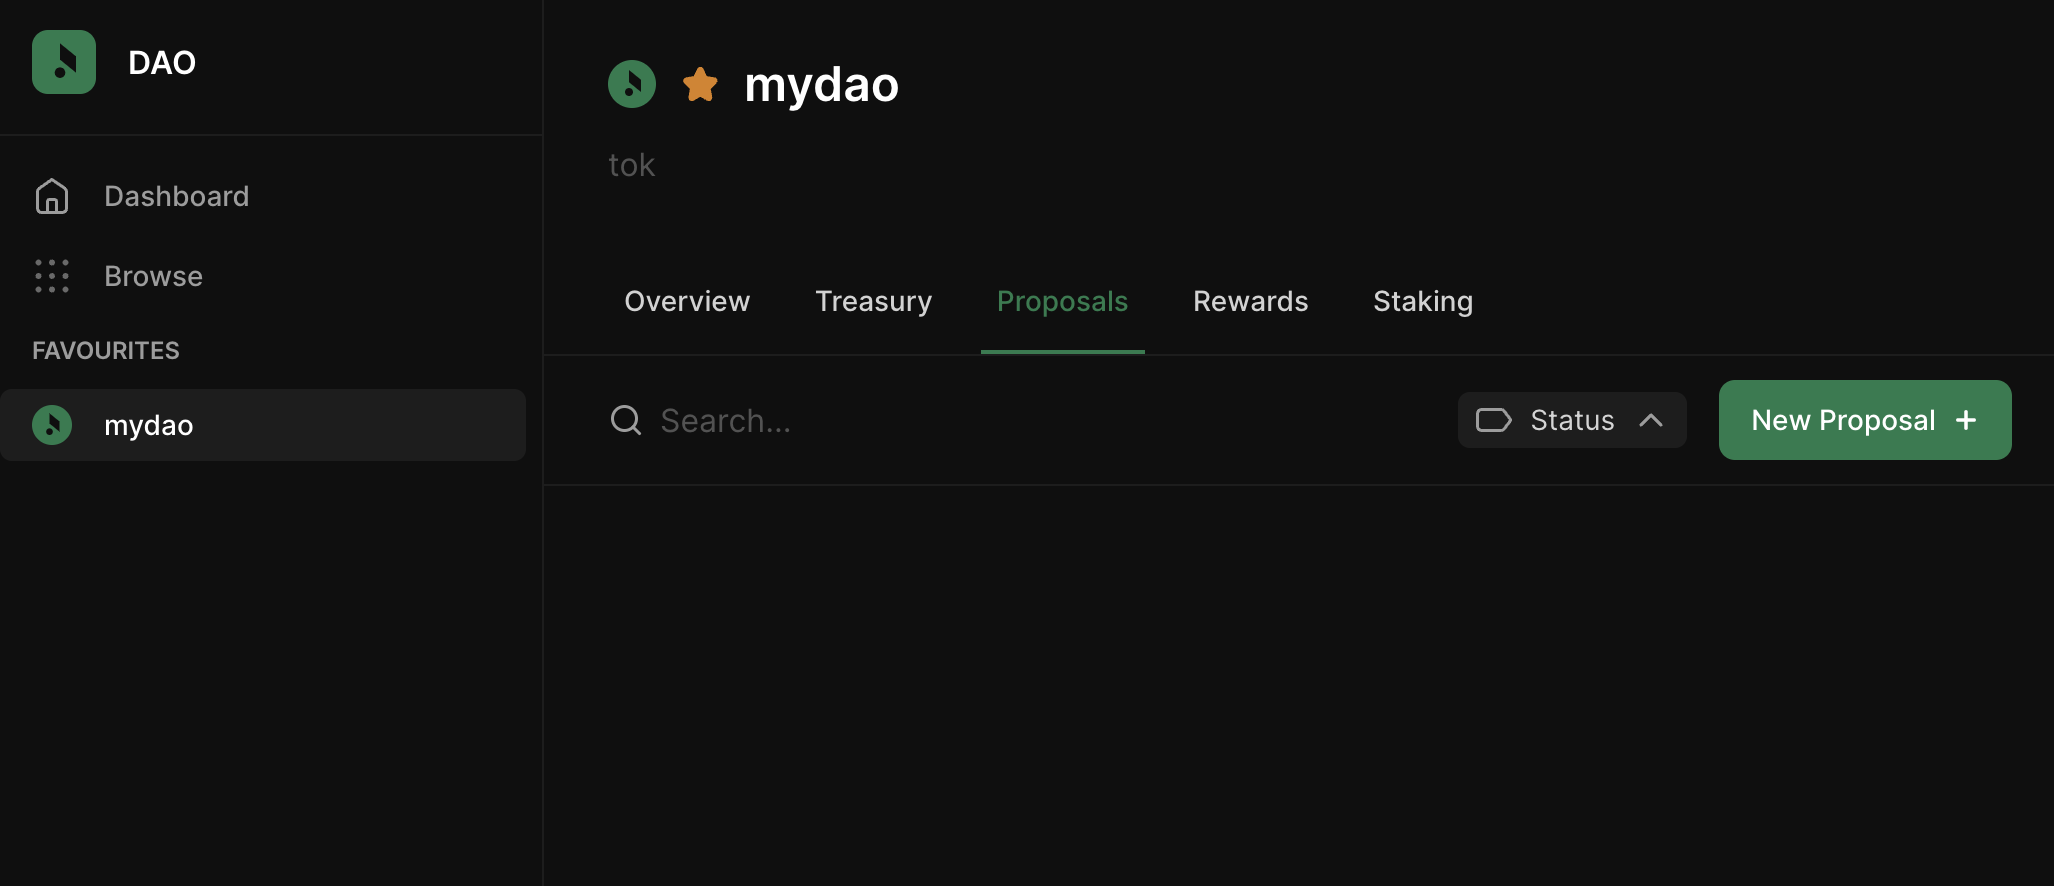 DAO
Dashboard
Browse
FAVOURITES
mydao
mydao
tok
Overview Treasury Proposals Rewards Staking
Search... Status New Proposal +